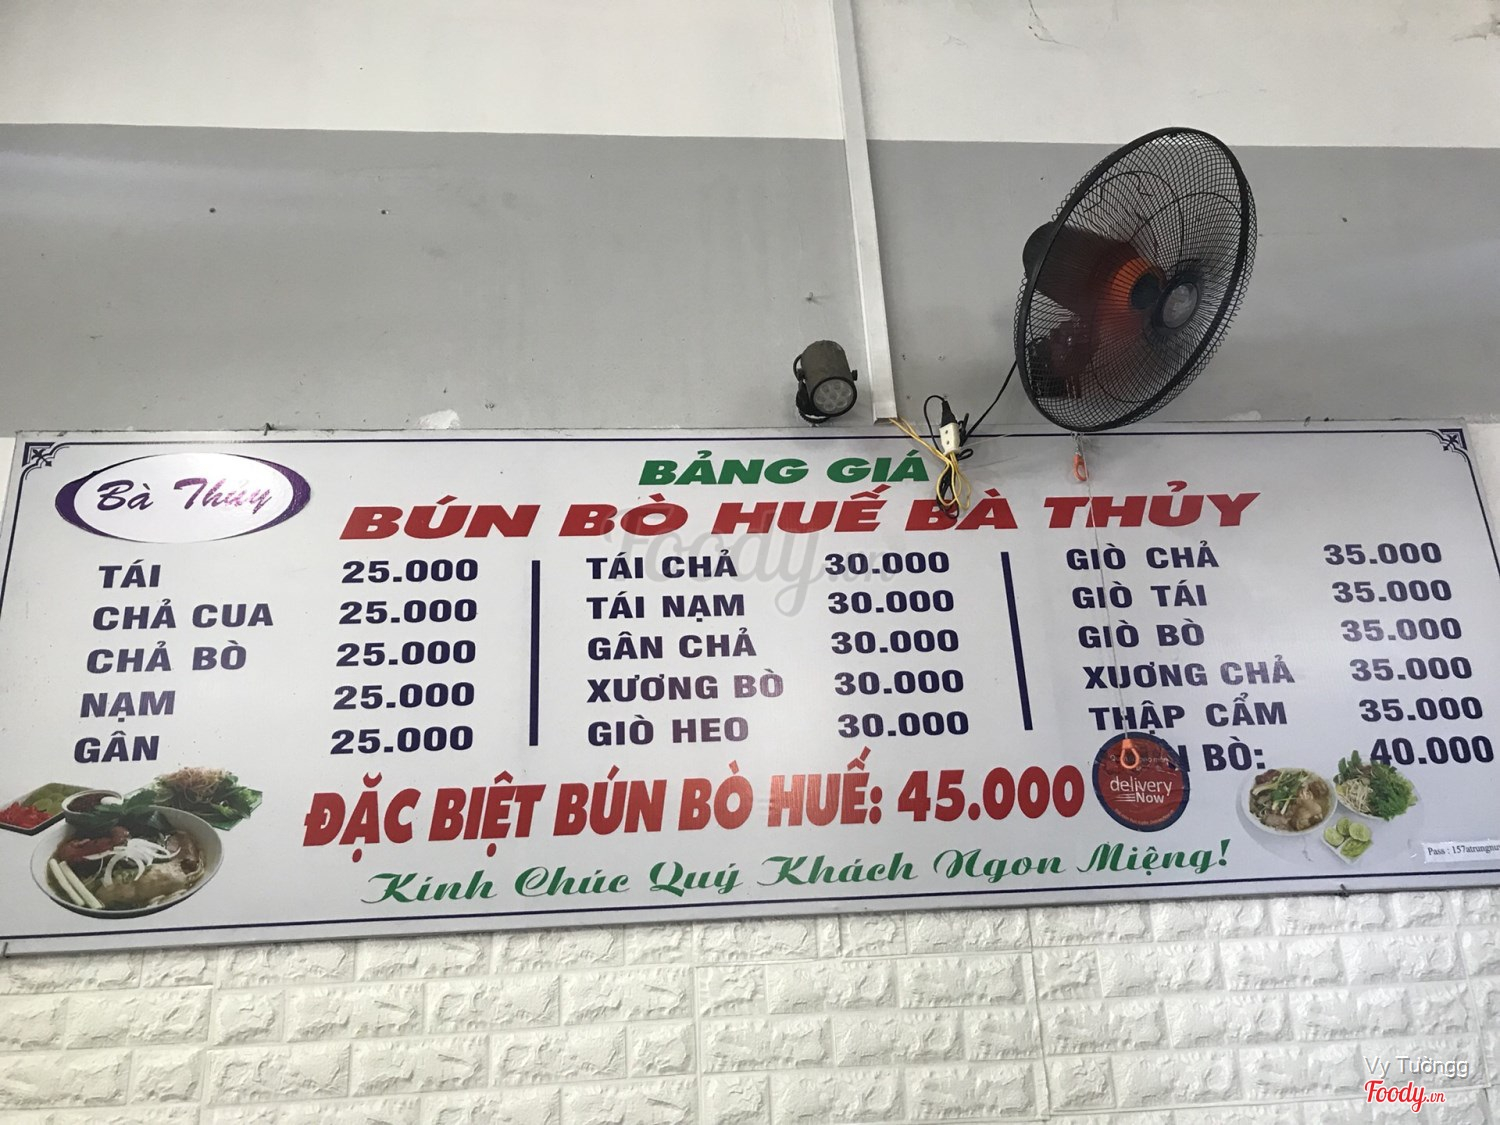 Bà Thủy
BẢNG GIÁ
BÚN BÒ HUẾ BÀ THỦY
TÁI 25.000
CHẢ CUA 25.000
CHẢ BÒ 25.000
NẠM 25.000
GÂN 25.000
TÁI CHẢ 30.000
TÁI NẠM 30.000
GÂN CHẢ 30.000
XƯƠNG BÒ 30.000
GIÒ HEO 30.000
GIÒ CHẢ 35.000
GIÒ TÁI 35.000
GIÒ BÒ 35.000
XUƠNG CHẢ 35.000
THẬP CẨM 35.000
BÒ: 40.000
ĐẶC BIỆT BÚN BÒ HUẾ: 45.000
delivery
Now
Kính Chúc Quý Khách Ngon Miệng!
Pass :
Foody.vn
Vy Tườngg
Foody.vn